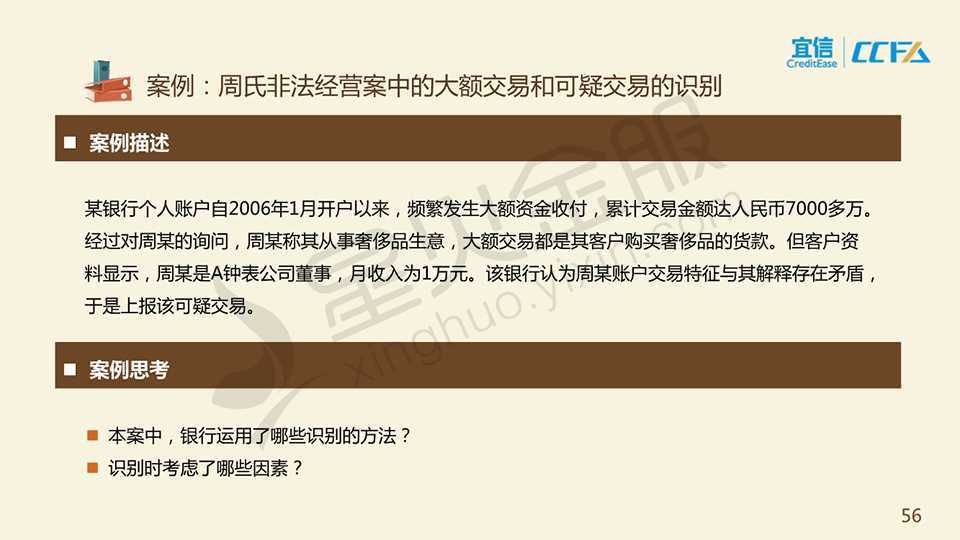 宜信
CreditEase
CCFA
案例：周氏非法经营案中的大额交易和可疑交易的识别
案例描述
某银行个人账户自2006年1月开户以来，频繁发生大额资金收付，累计交易金额达人民币7000多万。
经过对周某的询问，周某称其从事奢侈品生意，大额交易都是其客户购买奢侈品的货款。但客户资
料显示，周某是A钟表公司董事，月收入为1万元。该银行认为周某账户交易特征与其解释存在矛盾，
于是上报该可疑交易。
星火金服
xinghuo.yixin.com
案例思考
本案中，银行运用了哪些识别的方法？
识别时考虑了哪些因素？
56